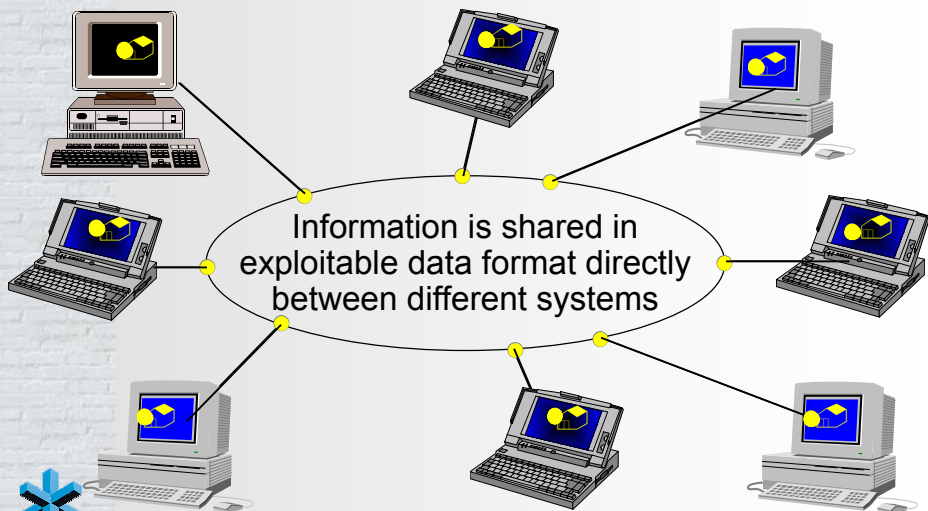 Information is shared in
exploitable data format directly
between different systems